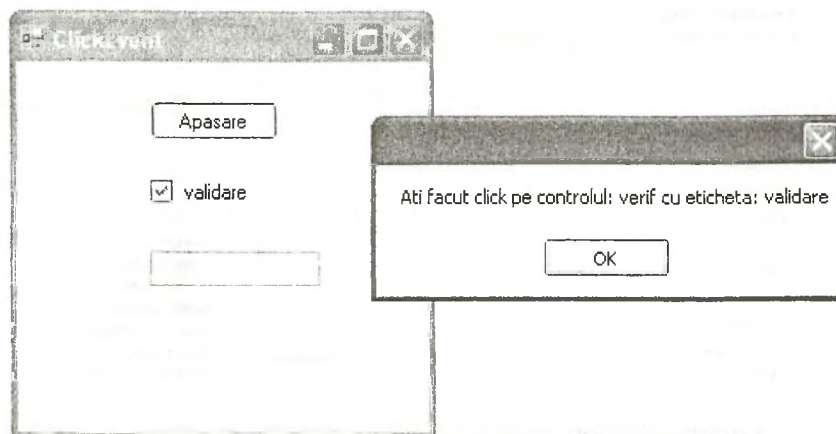 ClickEvent
Apasare
validare
Ati facut click pe controlul: verif cu eticheta: validare
OK